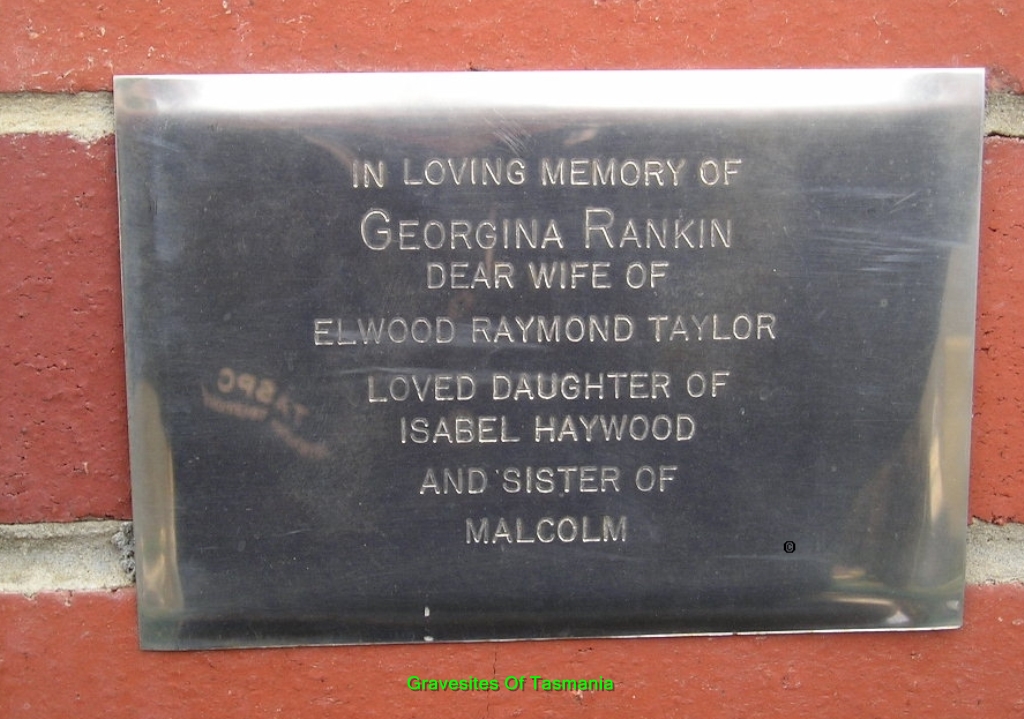 IN LOVING MEMORY OF
GEORGINA RANKIN
DEAR WIFE OF
ELWOOD RAYMOND TAYLOR
LOVED DAUGHTER OF
ISABEL HAYWOOD
AND SISTER OF
MALCOLM
©
TASPC
Gravesites Of Tasmania